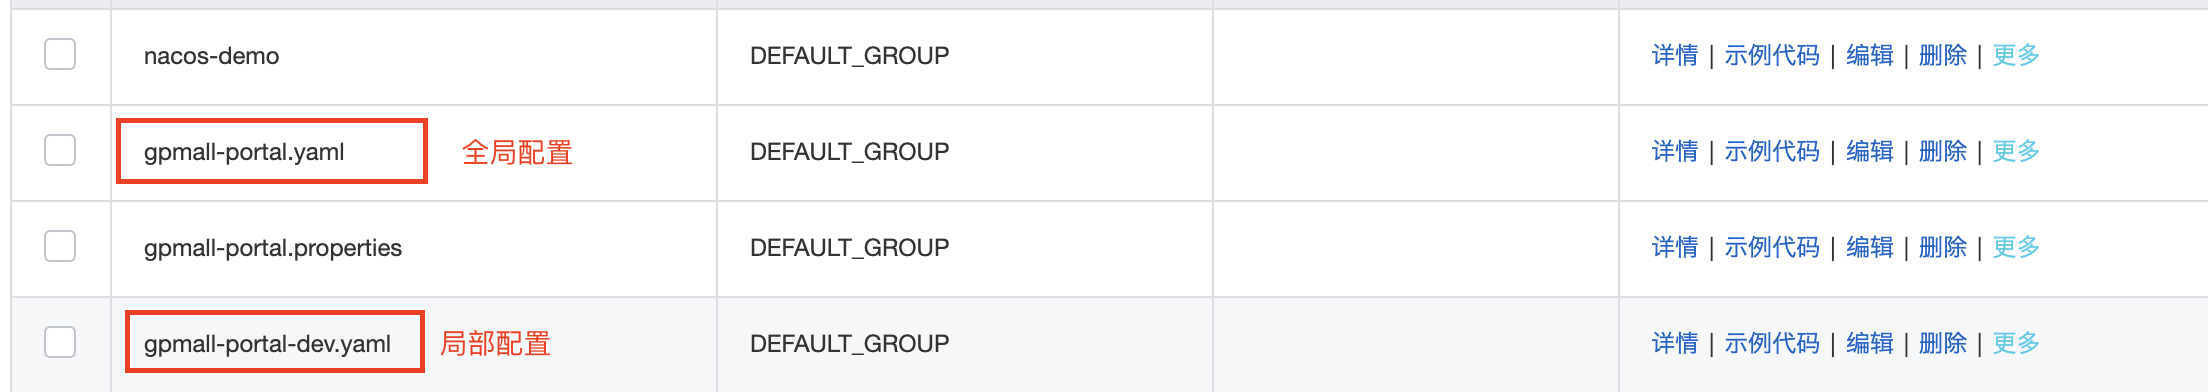 nacos-demo DEFAULT_GROUP 详情 | 示例代码 | 编辑 | 删除 | 更多
gpmall-portal.yaml 全局配置 DEFAULT_GROUP 详情 | 示例代码 | 编辑 | 删除 | 更多
gpmall-portal.properties DEFAULT_GROUP 详情 | 示例代码 | 编辑 | 删除 | 更多
gpmall-portal-dev.yaml 局部配置 DEFAULT_GROUP 详情 | 示例代码 | 编辑 | 删除 | 更多